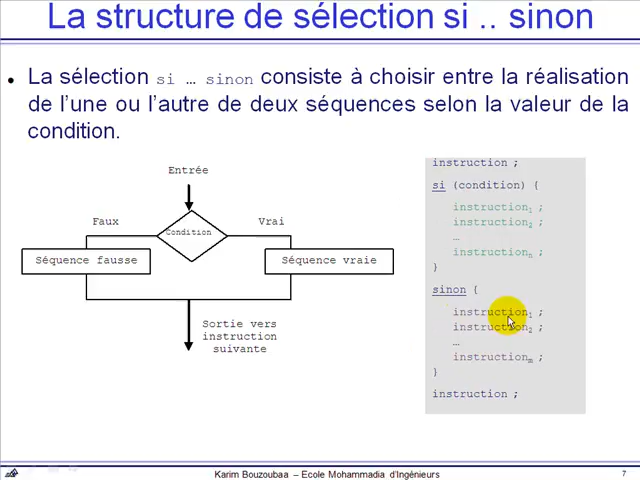 La structure de sélection si .. sinon
• La sélection si … sinon consiste à choisir entre la réalisation
de l'une ou l'autre de deux séquences selon la valeur de la
condition.
Entrée
Faux
Vrai
Condition
Séquence fausse
Séquence vraie
Sortie vers
instruction
suivante
instruction ;
si (condition) {
instruction1 ;
instruction2 ;
…
instructionn ;
}
sinon {
instruction1 ;
instruction2 ;
…
instructionm ;
}
instruction ;
Karim Bouzoubaa – Ecole Mohammadia d'Ingénieurs
7